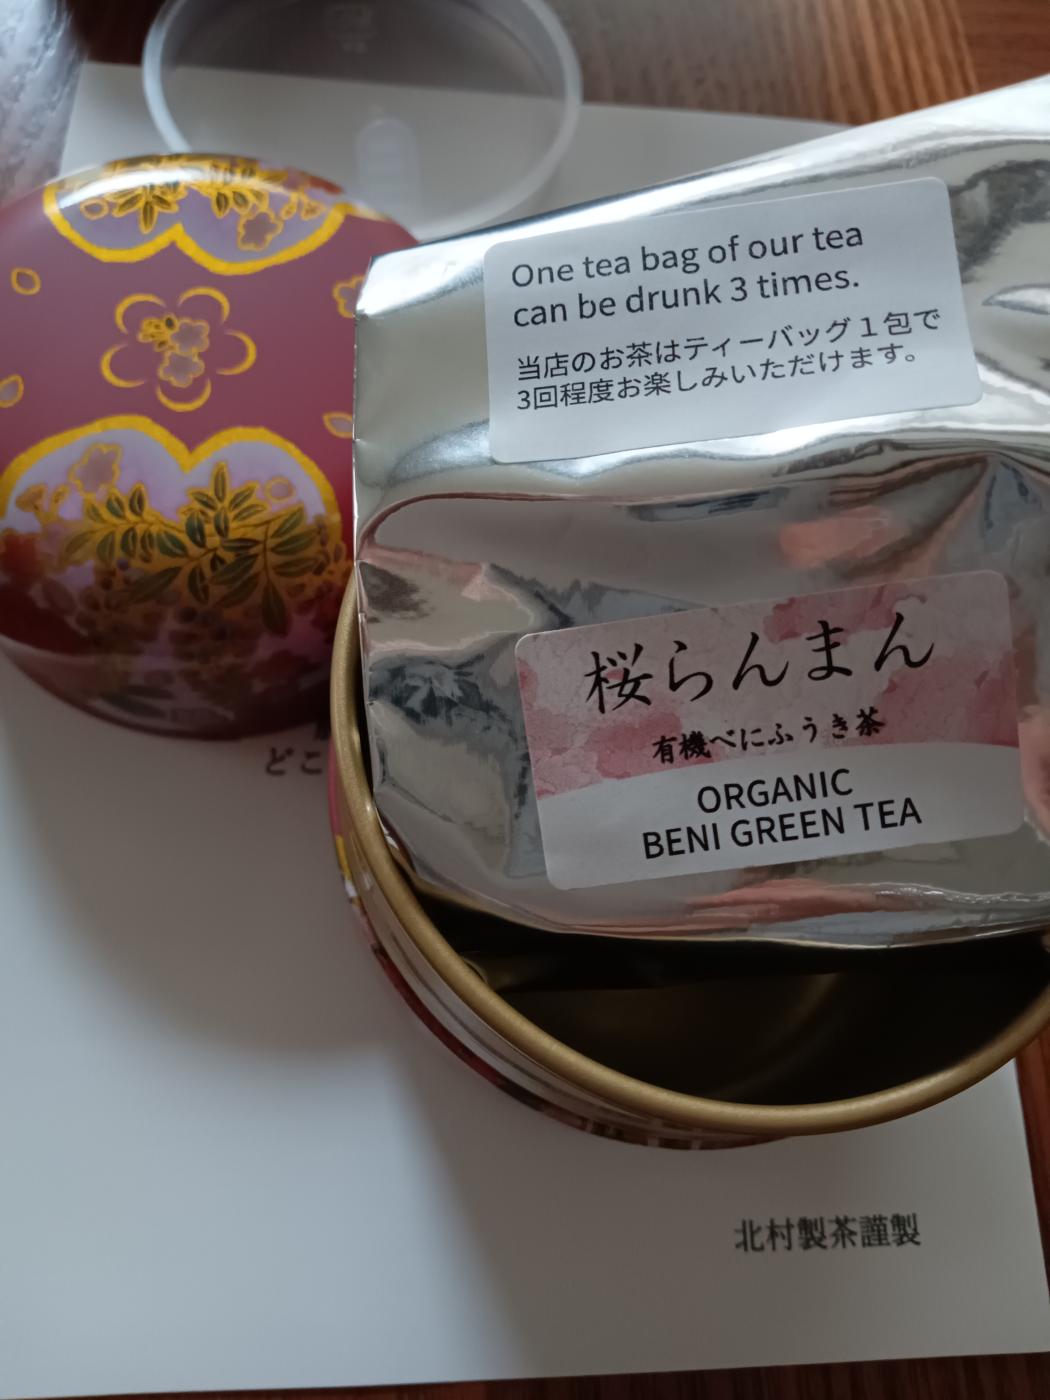 One tea bag of our tea
can be drunk 3 times.
当店のお茶はティーバッグ１包で
3回程度お楽しみいただけます。
桜らんまん
有機べにふうき茶
ORGANIC
BENI GREEN TEA
どこ
北村製茶謹製